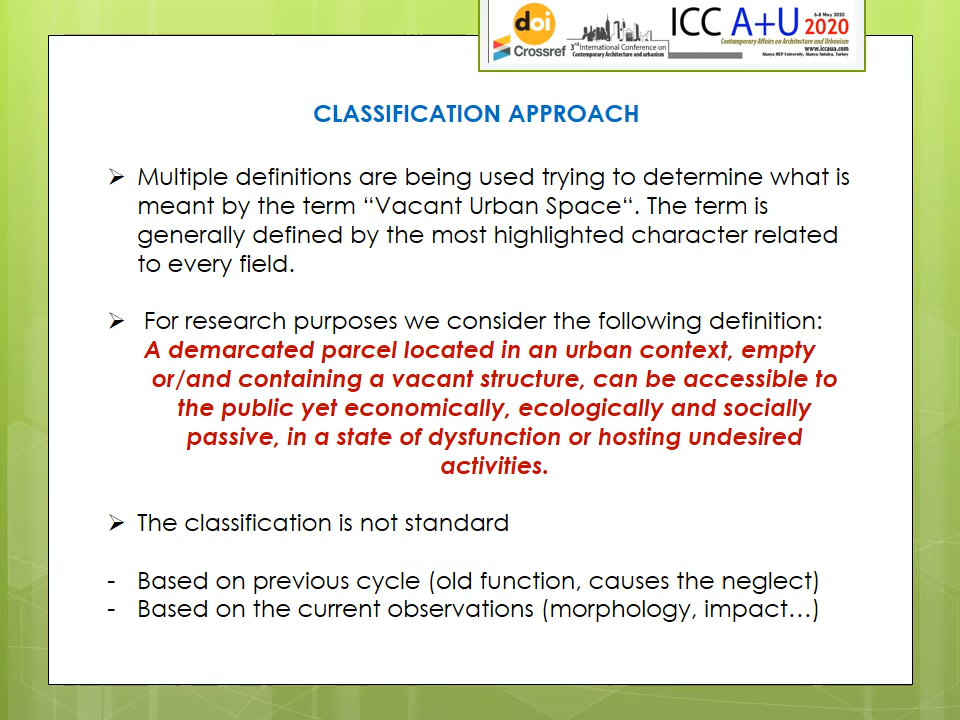 doi
Crossref
3rd International Conference on
Contemporary Architecture and urbanism
ICC A+U
6-8 May 2020
2020
Contemporary Affairs on Architecture and Urbanism
www.iccaua.com
Alanya HEP University, Alanya/Antalya, Turkey
CLASSIFICATION APPROACH
➢ Multiple definitions are being used trying to determine what is
meant by the term “Vacant Urban Space“. The term is
generally defined by the most highlighted character related
to every field.
➢ For research purposes we consider the following definition:
A demarcated parcel located in an urban context, empty
or/and containing a vacant structure, can be accessible to
the public yet economically, ecologically and socially
passive, in a state of dysfunction or hosting undesired
activities.
➢ The classification is not standard
- Based on previous cycle (old function, causes the neglect)
- Based on the current observations (morphology, impact…)